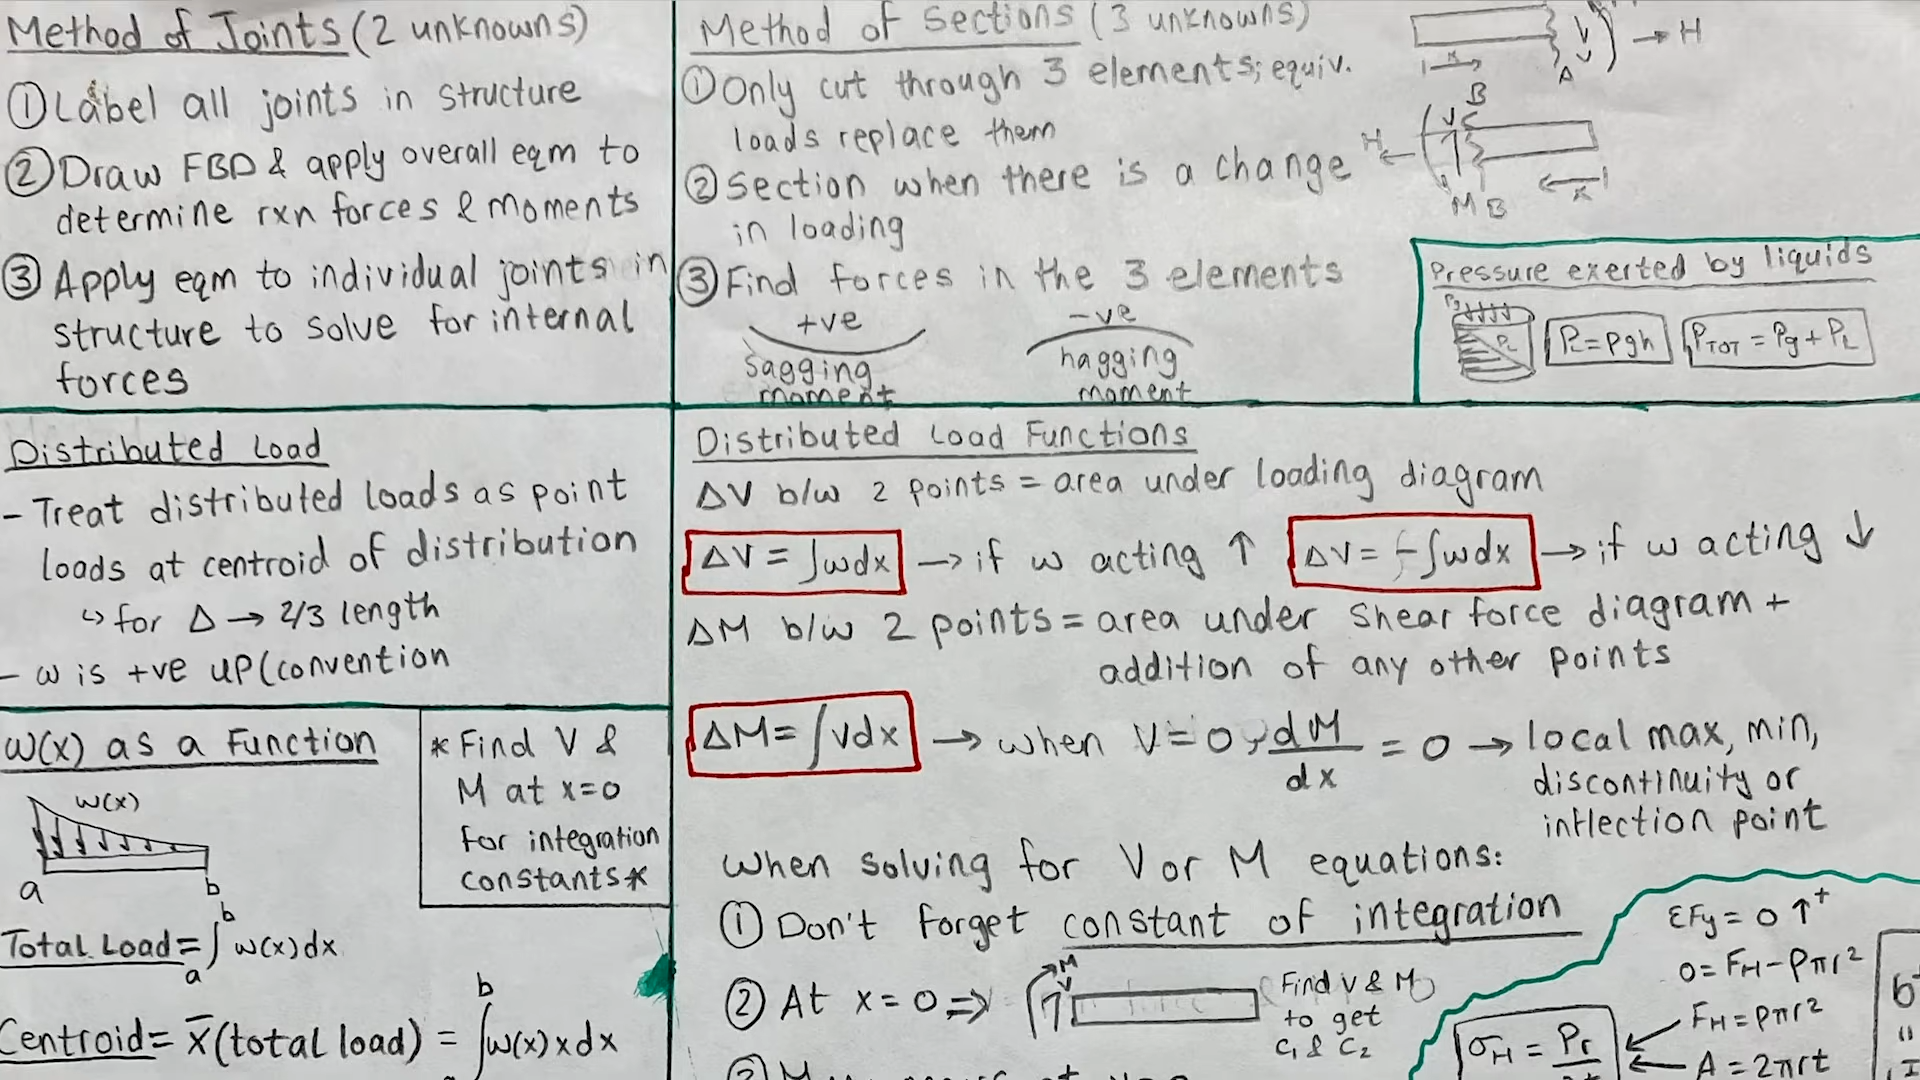 Method of Joints (2 unknowns)
① Label all joints in structure
② Draw FBD & apply overall eqm to
determine rxn forces & moments
③ Apply eqm to individual joints in
structure to solve for internal
forces
Method of Sections (3 unknowns)
① Only cut through 3 elements; equiv.
loads replace them
② Section when there is a change
in loading
③ Find forces in the 3 elements
+ve
sagging
moment
-ve
hagging
moment
V
H
x
A
B
H
V
M B
x
Pressure exerted by liquids
Pg
PL
PL=ρgh
PTOT = Pg + PL
Distributed Load
- Treat distributed loads as point
loads at centroid of distribution
↳ for Δ → 2/3 length
- w is +ve up (convention
Distributed Load Functions
ΔV b/w 2 points = area under loading diagram
ΔV = ∫wdx → if w acting ↑
ΔV = -∫wdx → if w acting ↓
ΔM b/w 2 points = area under shear force diagram +
addition of any other points
ΔM = ∫vdx → when V=0, dM/dx = 0 → local max, min,
discontinuity or
inflection point
W(x) as a Function
w(x)
a
b
* Find V &
M at x=0
for integration
constants *
Total Load = ∫ₐᵇ w(x)dx
Centroid = x̄ (total load) = ∫ᵇ w(x)xdx
When solving for V or M equations:
① Don't forget constant of integration
② At x=0 ⇒
M
V
Find V & M
to get
C₁ & C₂
ΣFy = 0 ↑+
0 = FH - pπr²
FH = pπr²
A = 2πrt
σH = Pr